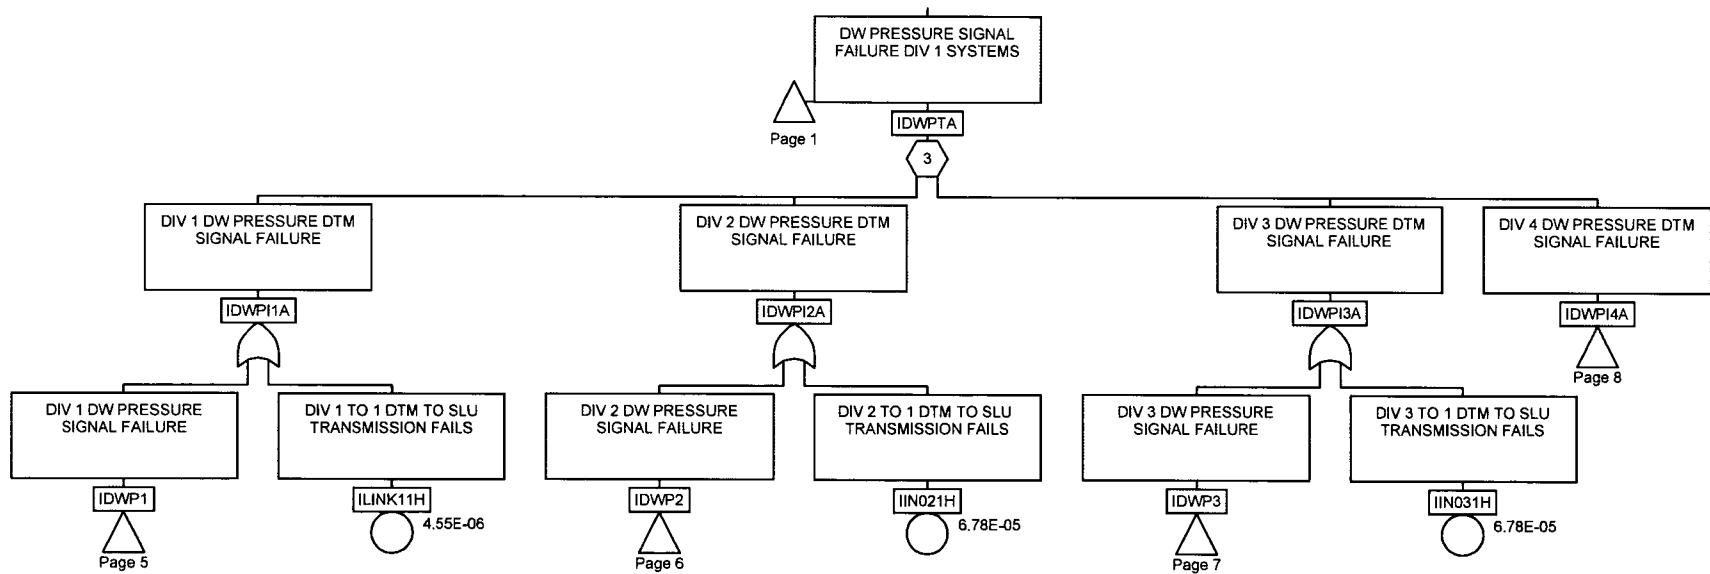 DW PRESSURE SIGNAL
FAILURE DIV 1 SYSTEMS
Page 1
IDWPTA
3
DIV 1 DW PRESSURE DTM
SIGNAL FAILURE
IDWPI1A
DIV 2 DW PRESSURE DTM
SIGNAL FAILURE
IDWPI2A
DIV 3 DW PRESSURE DTM
SIGNAL FAILURE
IDWPI3A
DIV 4 DW PRESSURE DTM
SIGNAL FAILURE
IDWPI4A
Page 8
DIV 1 DW PRESSURE
SIGNAL FAILURE
IDWP1
Page 5
DIV 1 TO 1 DTM TO SLU
TRANSMISSION FAILS
ILINK11H
4.55E-06
DIV 2 DW PRESSURE
SIGNAL FAILURE
IDWP2
Page 6
DIV 2 TO 1 DTM TO SLU
TRANSMISSION FAILS
IIN021H
6.78E-05
DIV 3 DW PRESSURE
SIGNAL FAILURE
IDWP3
Page 7
DIV 3 TO 1 DTM TO SLU
TRANSMISSION FAILS
IIN031H
6.78E-05